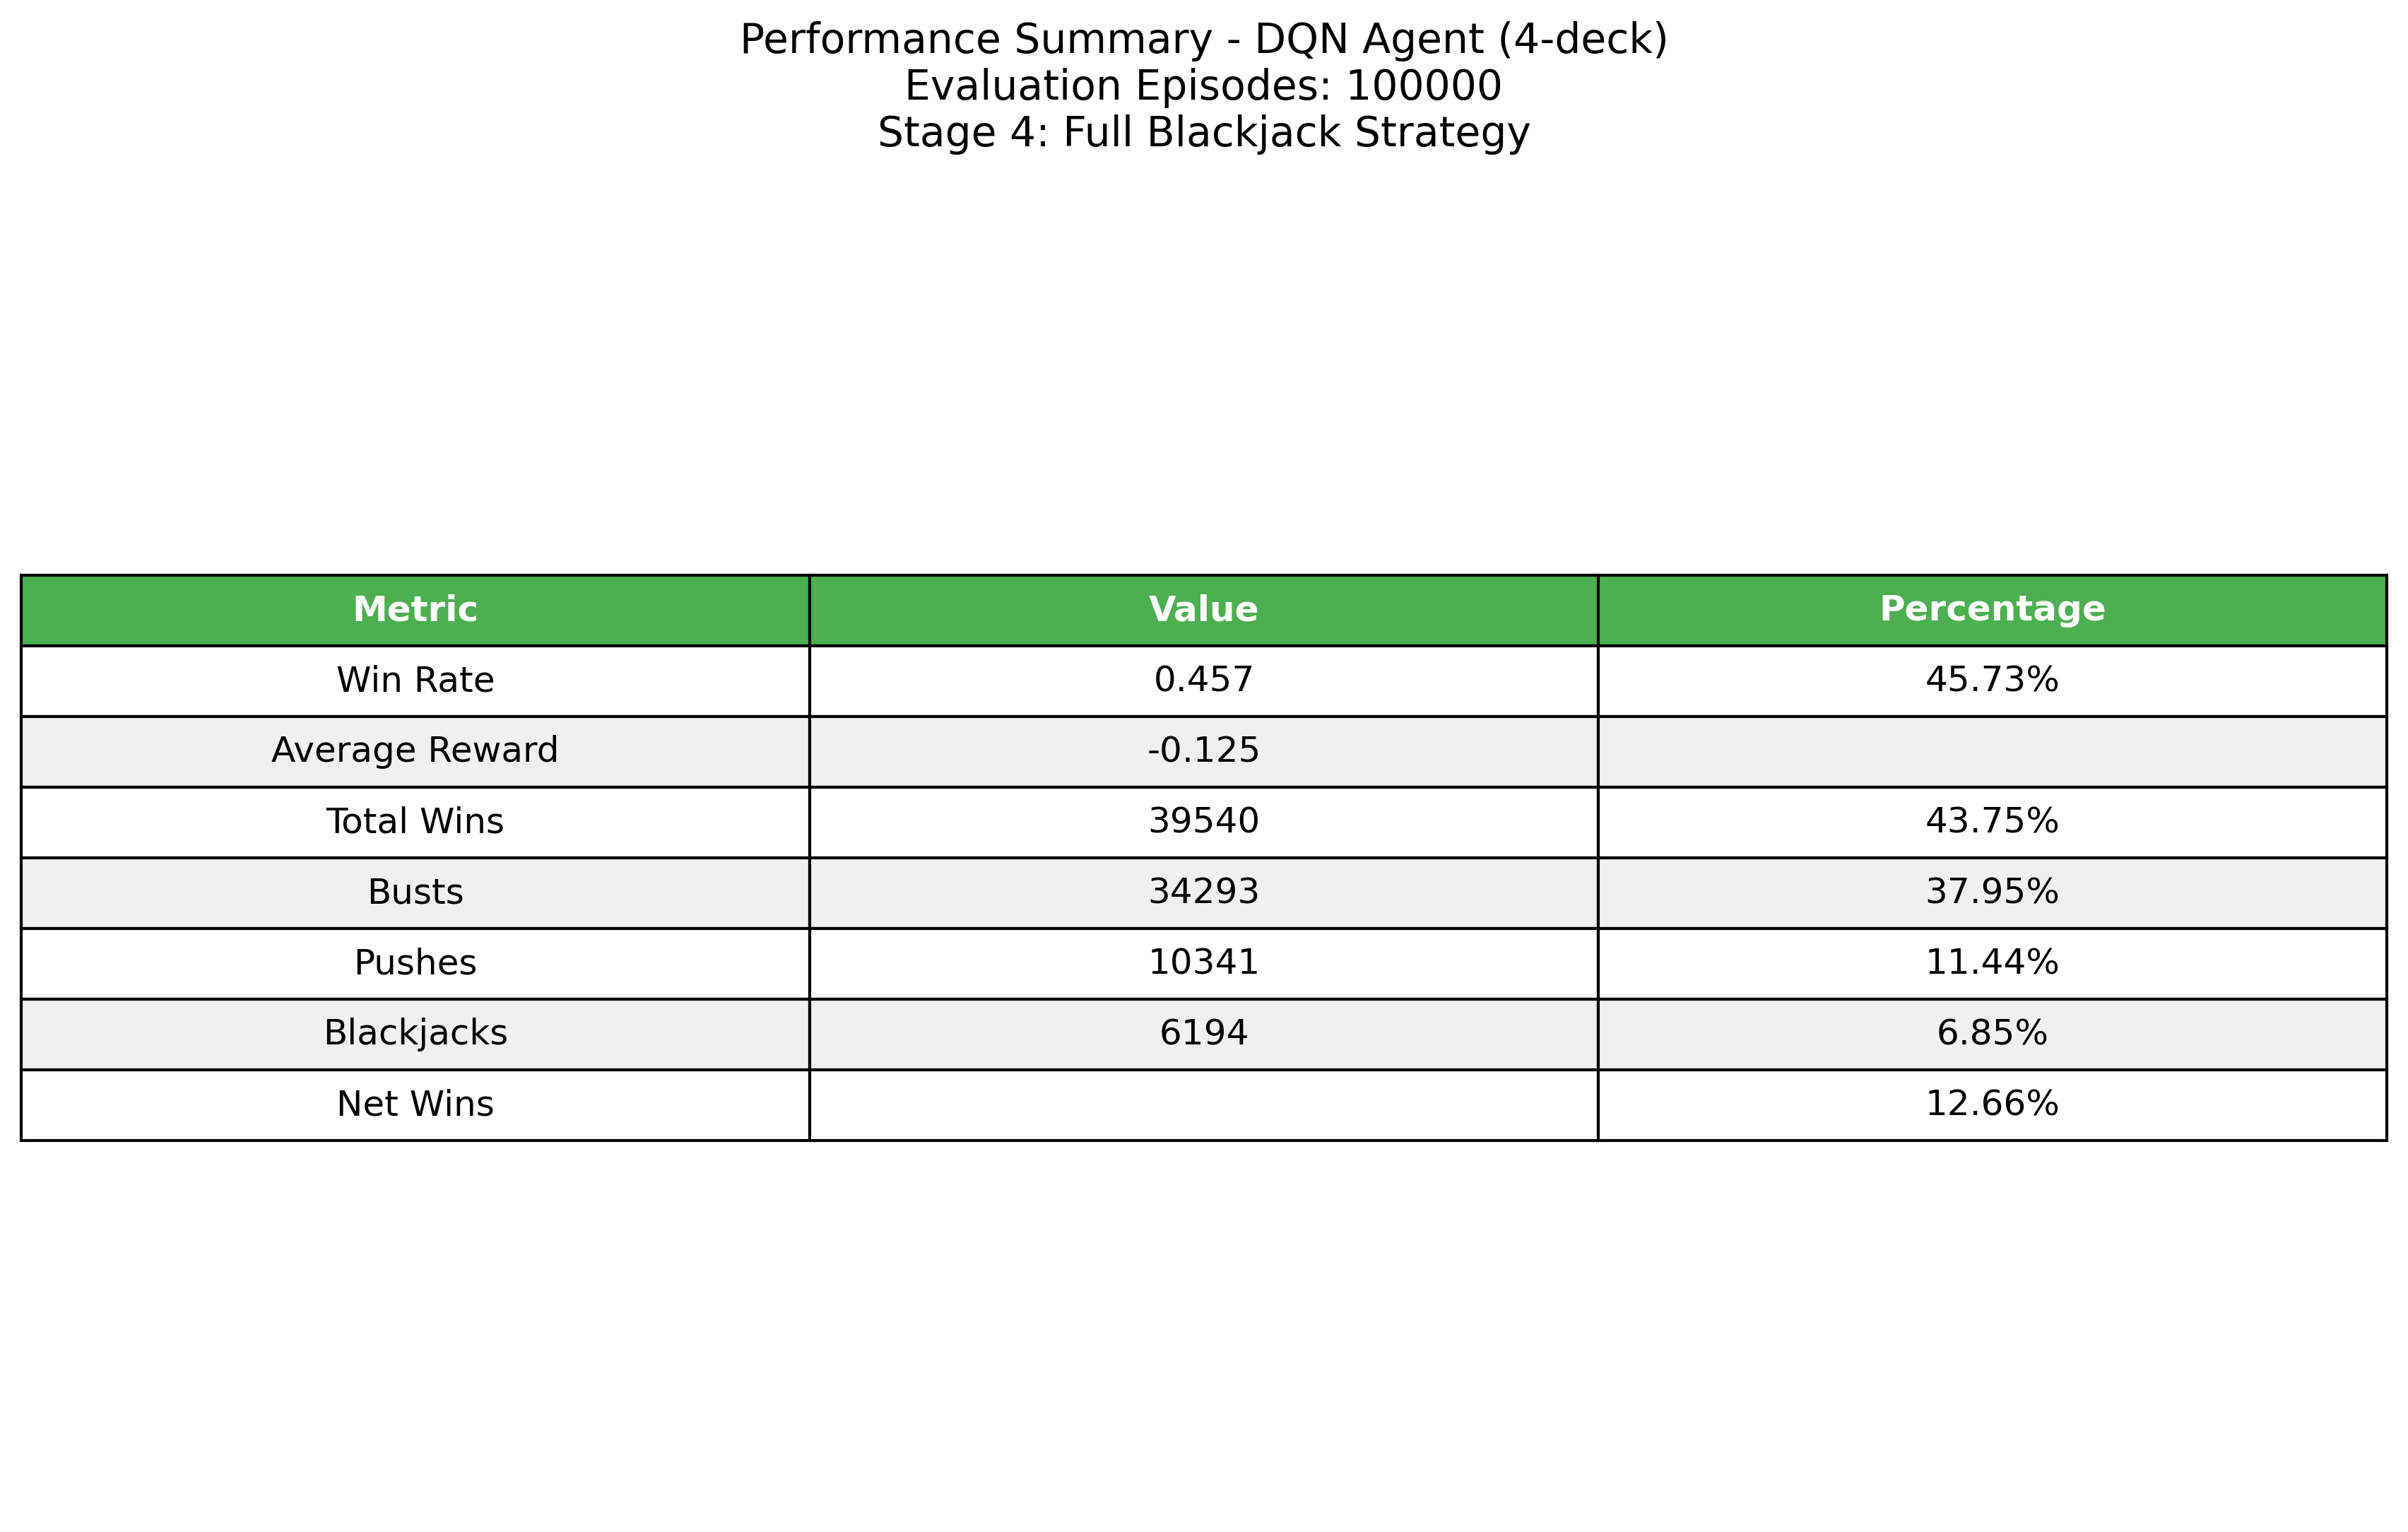 Performance Summary - DQN Agent (4-deck)
Evaluation Episodes: 100000
Stage 4: Full Blackjack Strategy
Metric Value Percentage
Win Rate 0.457 45.73%
Average Reward -0.125
Total Wins 39540 43.75%
Busts 34293 37.95%
Pushes 10341 11.44%
Blackjacks 6194 6.85%
Net Wins 12.66%